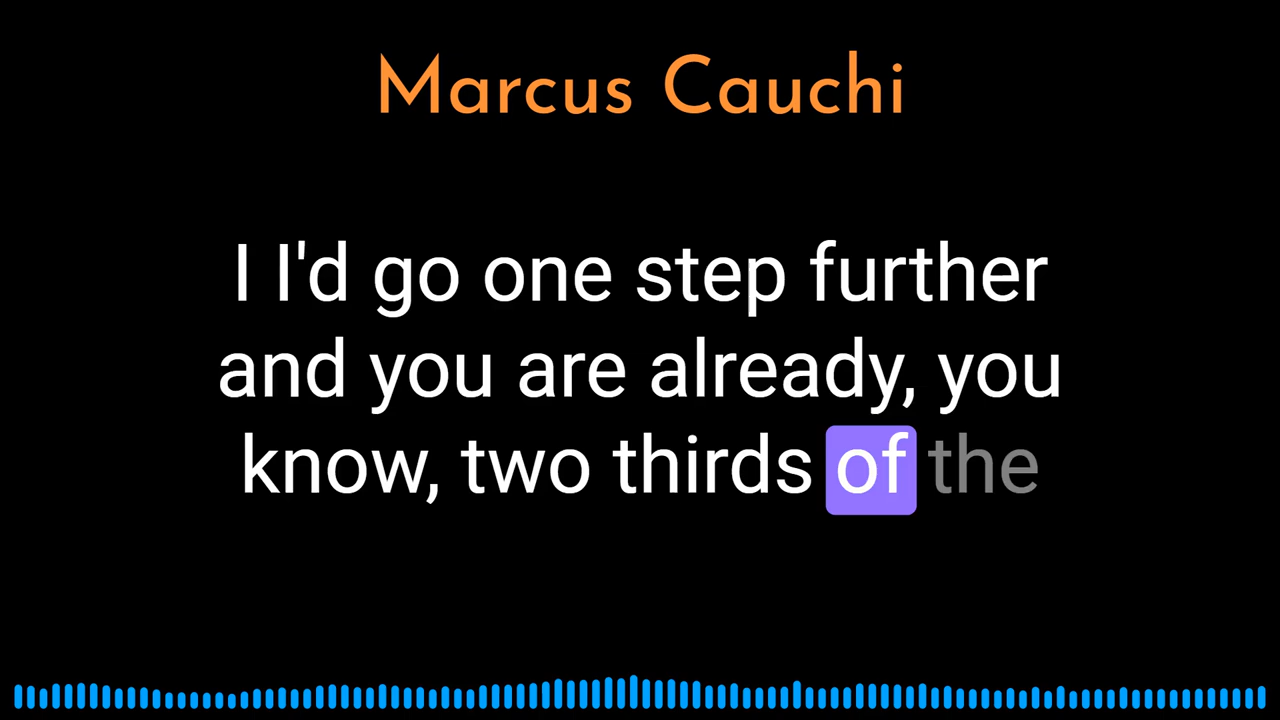 Marcus Cauchi
I I'd go one step further
and you are already, you
know, two thirds of the